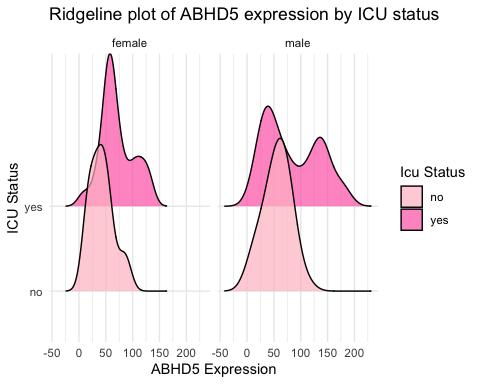 Ridgeline plot of ABHD5 expression by ICU status
female male
ICU Status
yes
no
-50 0 50 100 150 200 -50 0 50 100 150 200
ABHD5 Expression
Icu Status
no
yes